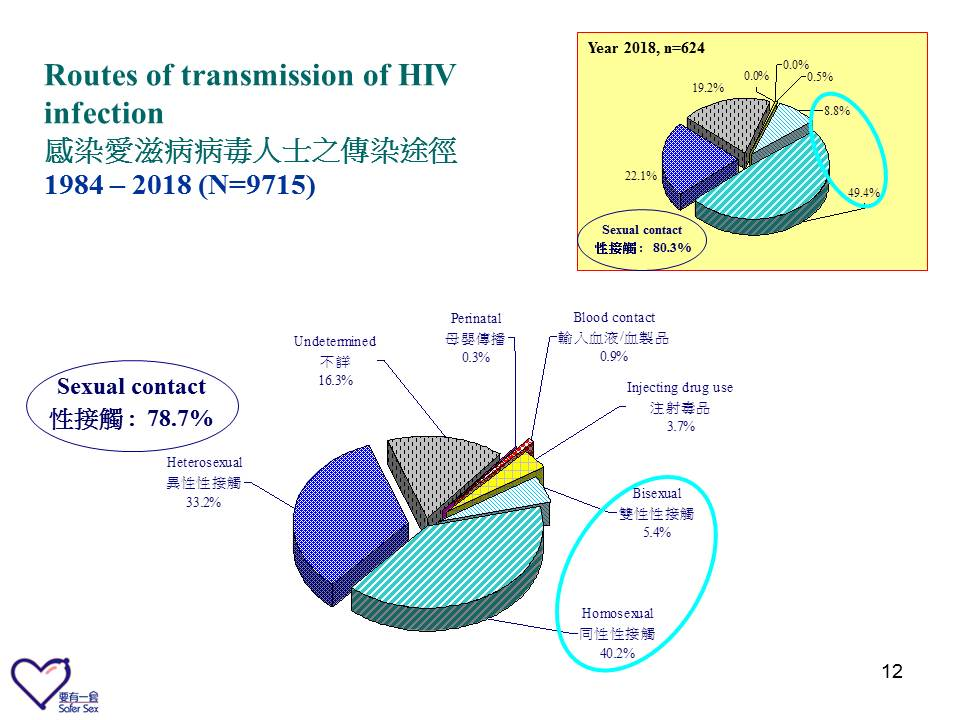 Routes of transmission of HIV
infection
感染愛滋病病毒人士之傳染途徑
1984 – 2018 (N=9715)
Year 2018, n=624
0.0%
0.0%
0.5%
19.2%
8.8%
22.1%
49.4%
Sexual contact
性接觸 : 80.3%
Sexual contact
性接觸 : 78.7%
Undetermined
不詳
16.3%
Perinatal
母嬰傳播
0.3%
Blood contact
輸入血液/血製品
0.9%
Injecting drug use
注射毒品
3.7%
Heterosexual
異性性接觸
33.2%
Bisexual
雙性性接觸
5.4%
Homosexual
同性性接觸
40.2%
要有一套
Safer Sex
12